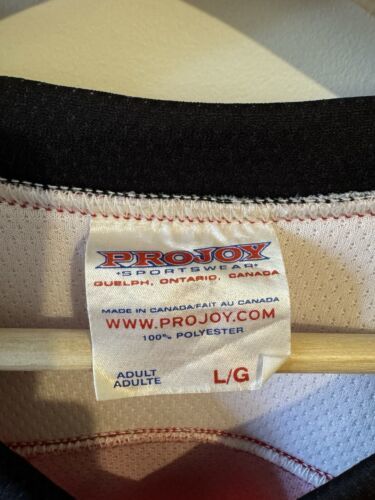 PROJOY
•SPORTSWEAR•
GUELPH, ONTARIO, CANADA
MADE IN CANADA/FAIT AU CANADA
WWW.PROJOY.COM
100% POLYESTER
ADULT
ADULTE
L/G